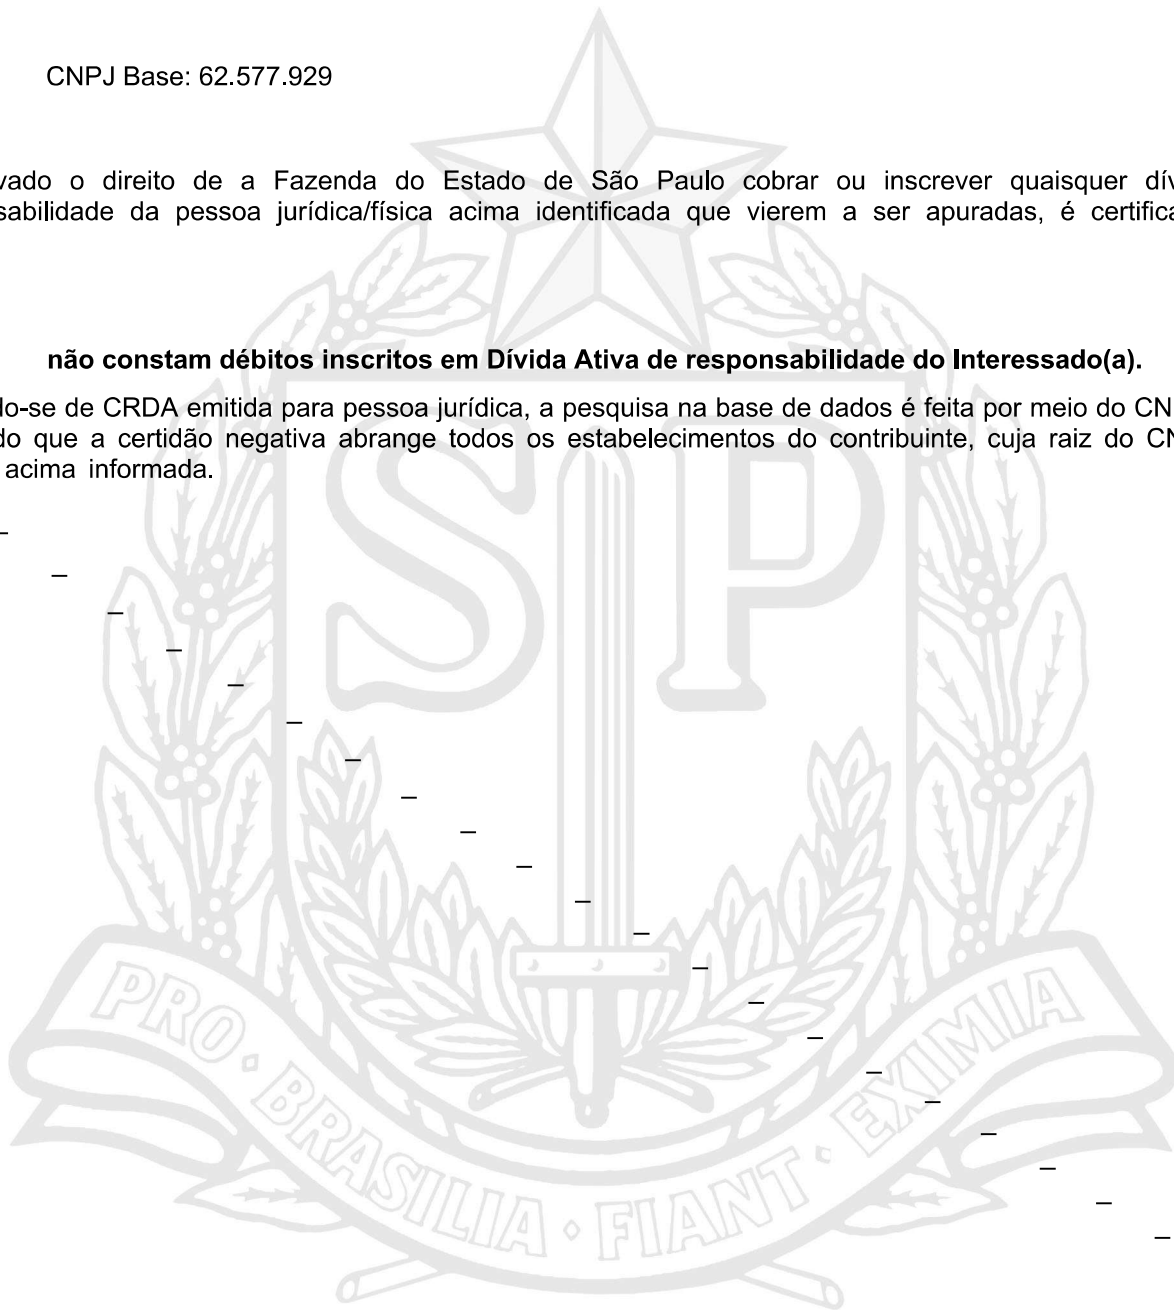 CNPJ Base: 62.577.929
vado o direito de a Fazenda do Estado de São Paulo cobrar ou inscrever quaisquer dív
sabilidade da pessoa jurídica/física acima identificada que vierem a ser apuradas, é certifica
não constam débitos inscritos em Dívida Ativa de responsabilidade do Interessado(a).
do-se de CRDA emitida para pessoa jurídica, a pesquisa na base de dados é feita por meio do CN
do que a certidão negativa abrange todos os estabelecimentos do contribuinte, cuja raiz do CN
acima informada.
SP
PRO • BRASILIA • FIANT • EXIMIA